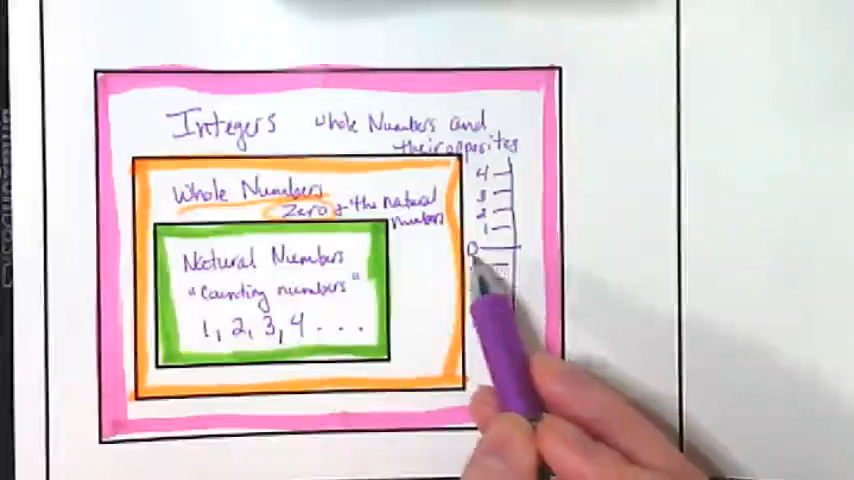 Integers whole Numbers and
their opposites
Whole Numbers
Zero + the natural
numbers
Natural Numbers
"Counting numbers"
1, 2, 3, 4 . . .
4
3
2
1
0